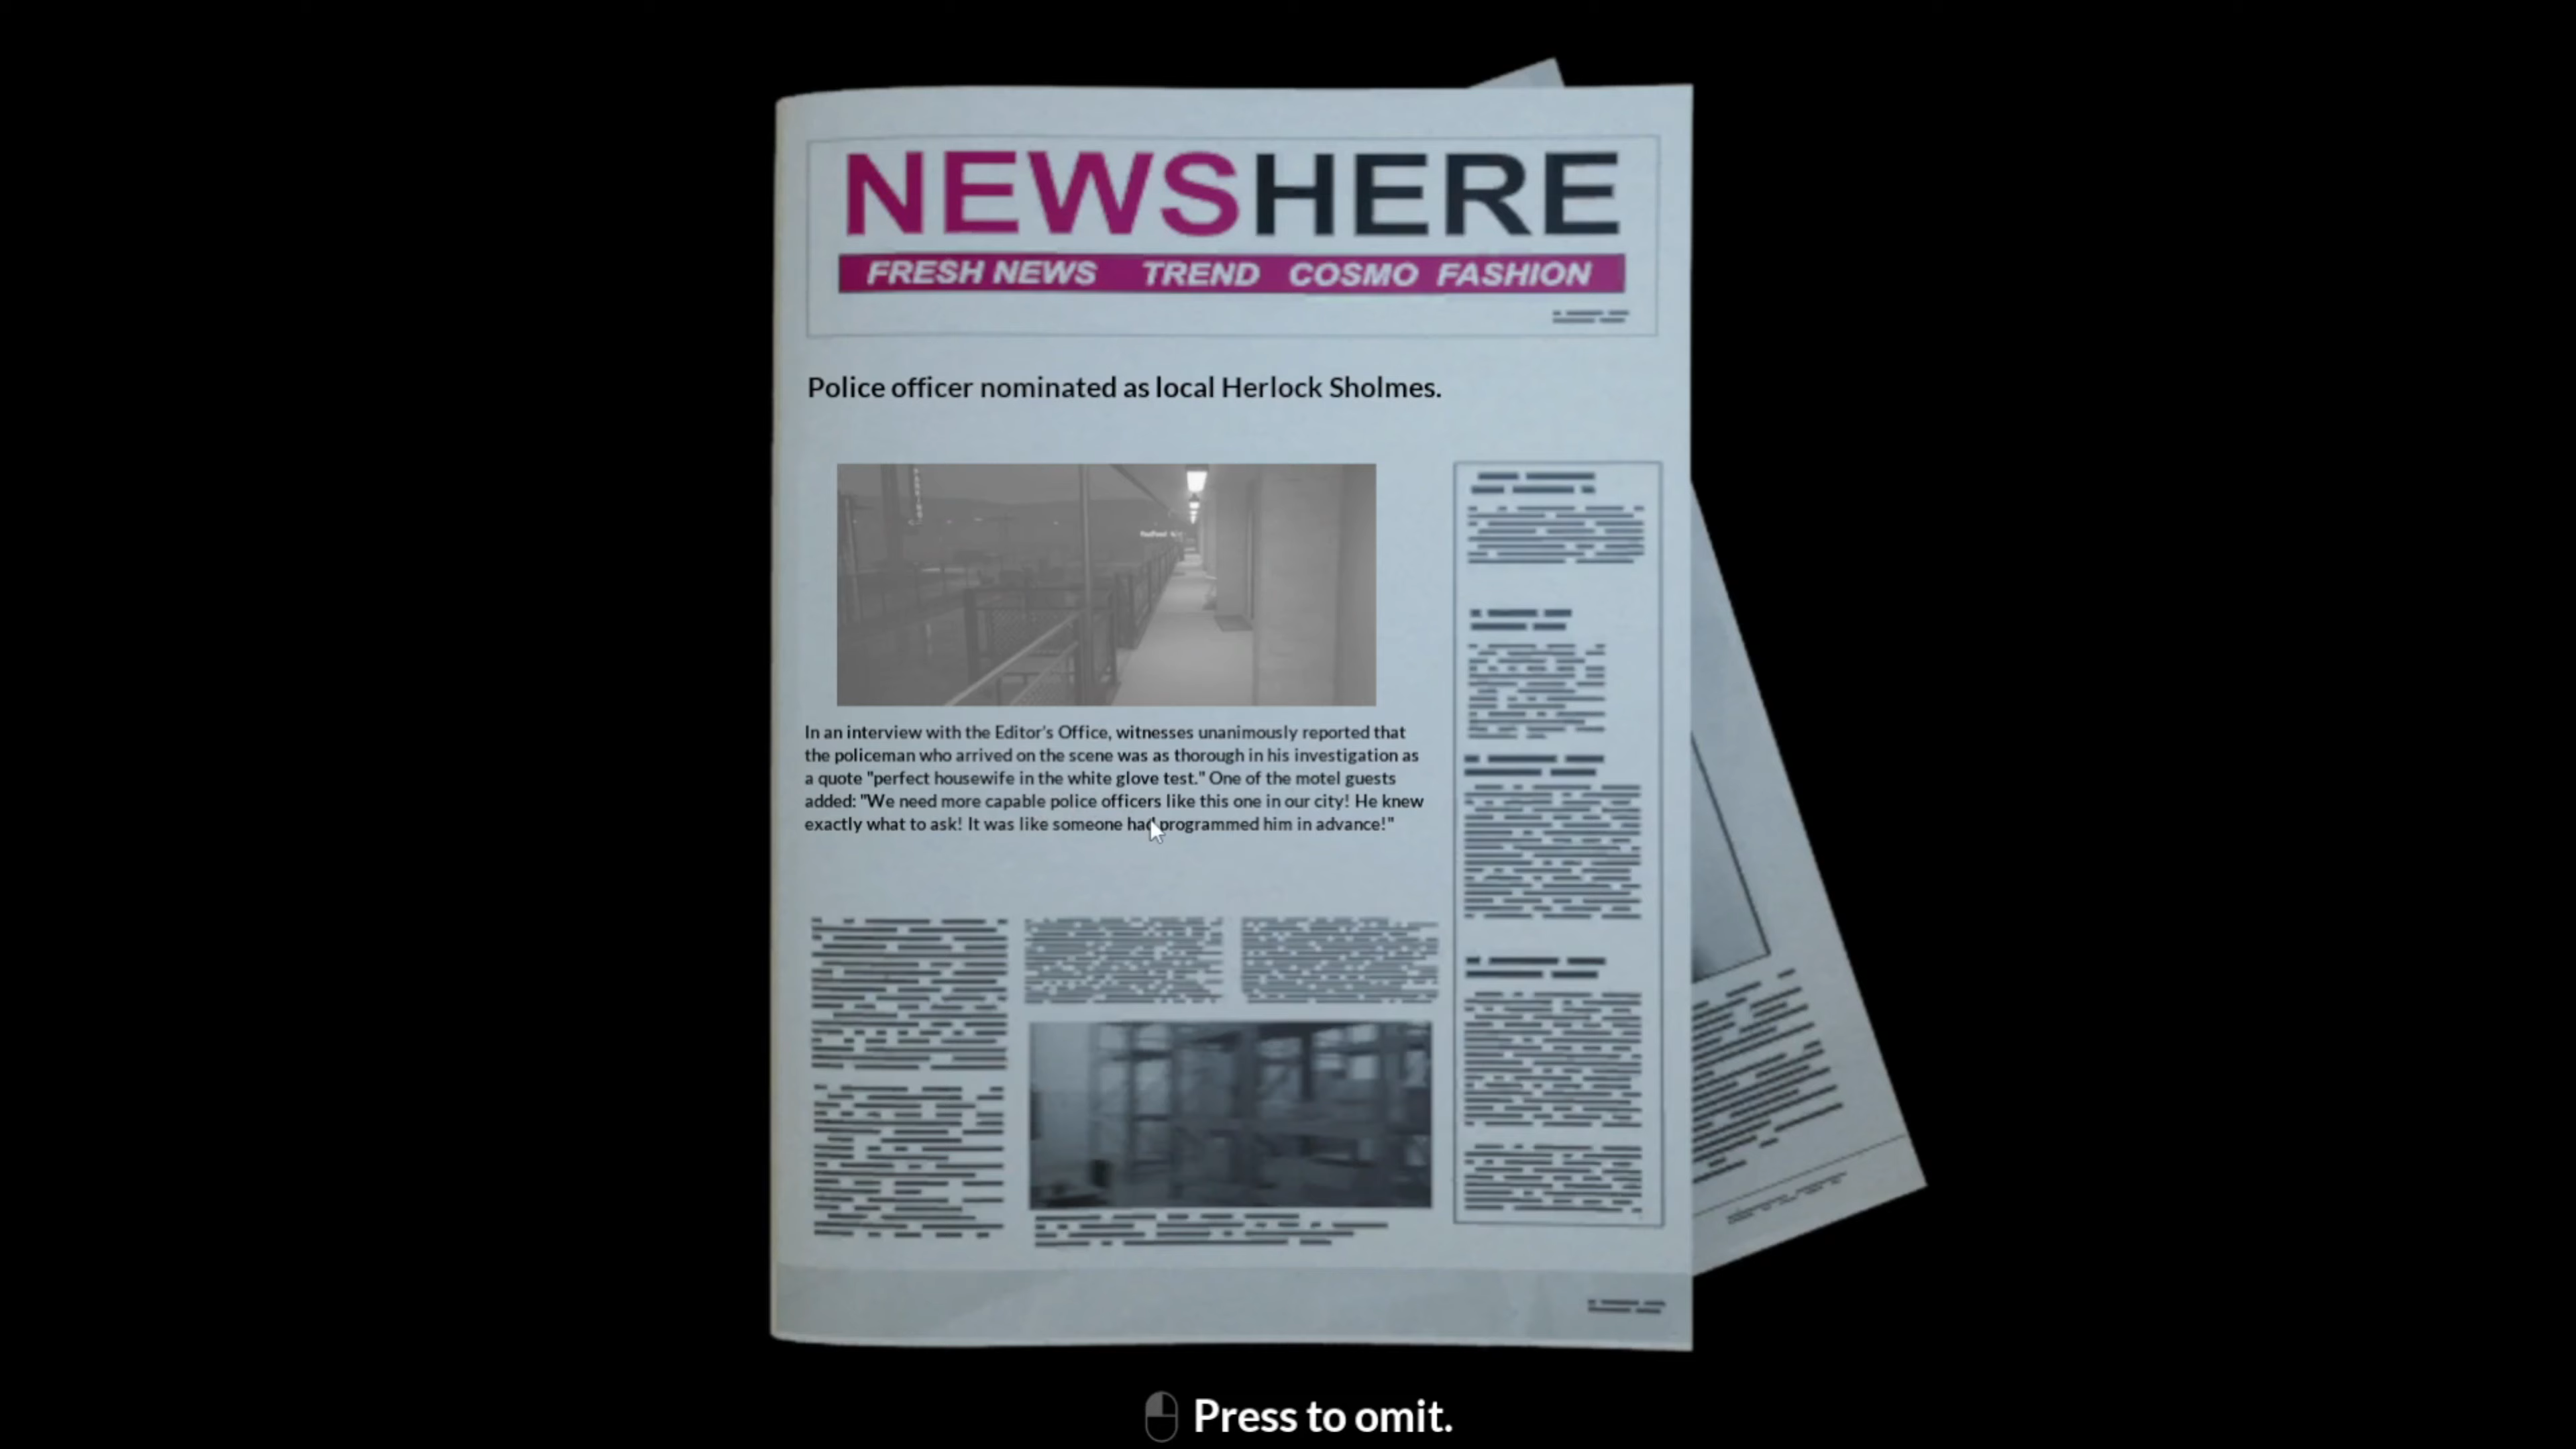 NEWSHERE
FRESH NEWS TREND COSMO FASHION
Police officer nominated as local Herlock Sholmes.
In an interview with the Editor's Office, witnesses unanimously reported that
the policeman who arrived on the scene was as thorough in his investigation as
a quote "perfect housewife in the white glove test." One of the motel guests
added: "We need more capable police officers like this one in our city! He knew
exactly what to ask! It was like someone had programmed him in advance!"
Press to omit.